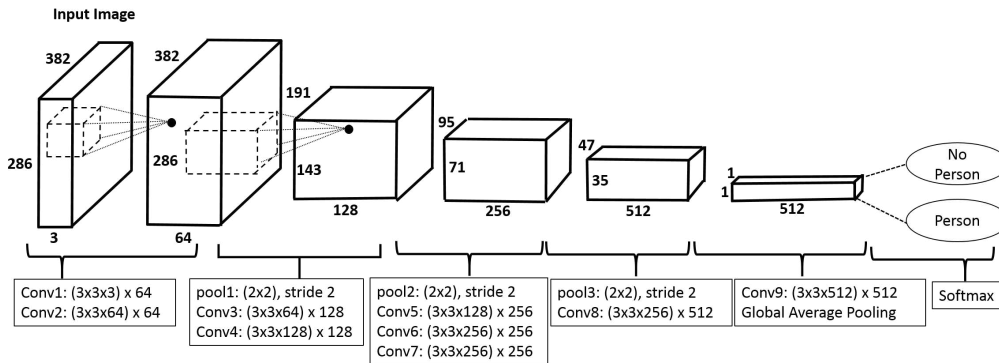 Input Image
382
286
3
382
286
64
191
143
128
95
71
256
47
35
512
1
1
512
No
Person
Person
Conv1: (3x3x3) x 64
Conv2: (3x3x64) x 64
pool1: (2x2), stride 2
Conv3: (3x3x64) x 128
Conv4: (3x3x128) x 128
pool2: (2x2), stride 2
Conv5: (3x3x128) x 256
Conv6: (3x3x256) x 256
Conv7: (3x3x256) x 256
pool3: (2x2), stride 2
Conv8: (3x3x256) x 512
Conv9: (3x3x512) x 512
Global Average Pooling
Softmax